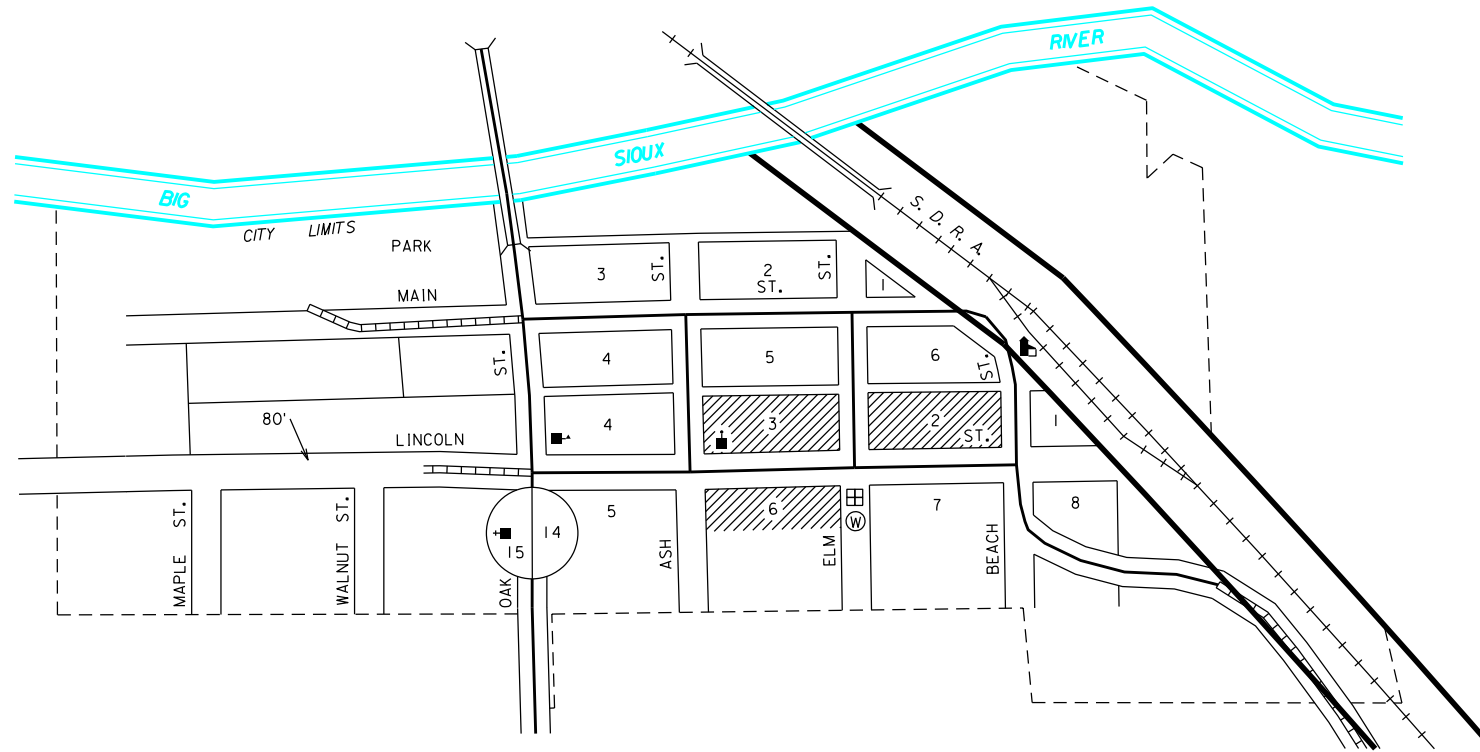 RIVER
SIOUX
BIG
S. D. R. A.
CITY LIMITS
PARK
3
ST.
2
ST.
ST.
1
MAIN
ST.
4
5
6
ST.
80'
LINCOLN
4
3
2
ST.
1
MAPLE ST.
WALNUT ST.
OAK
14
15
5
ASH
6
ELM
W
7
BEACH
8